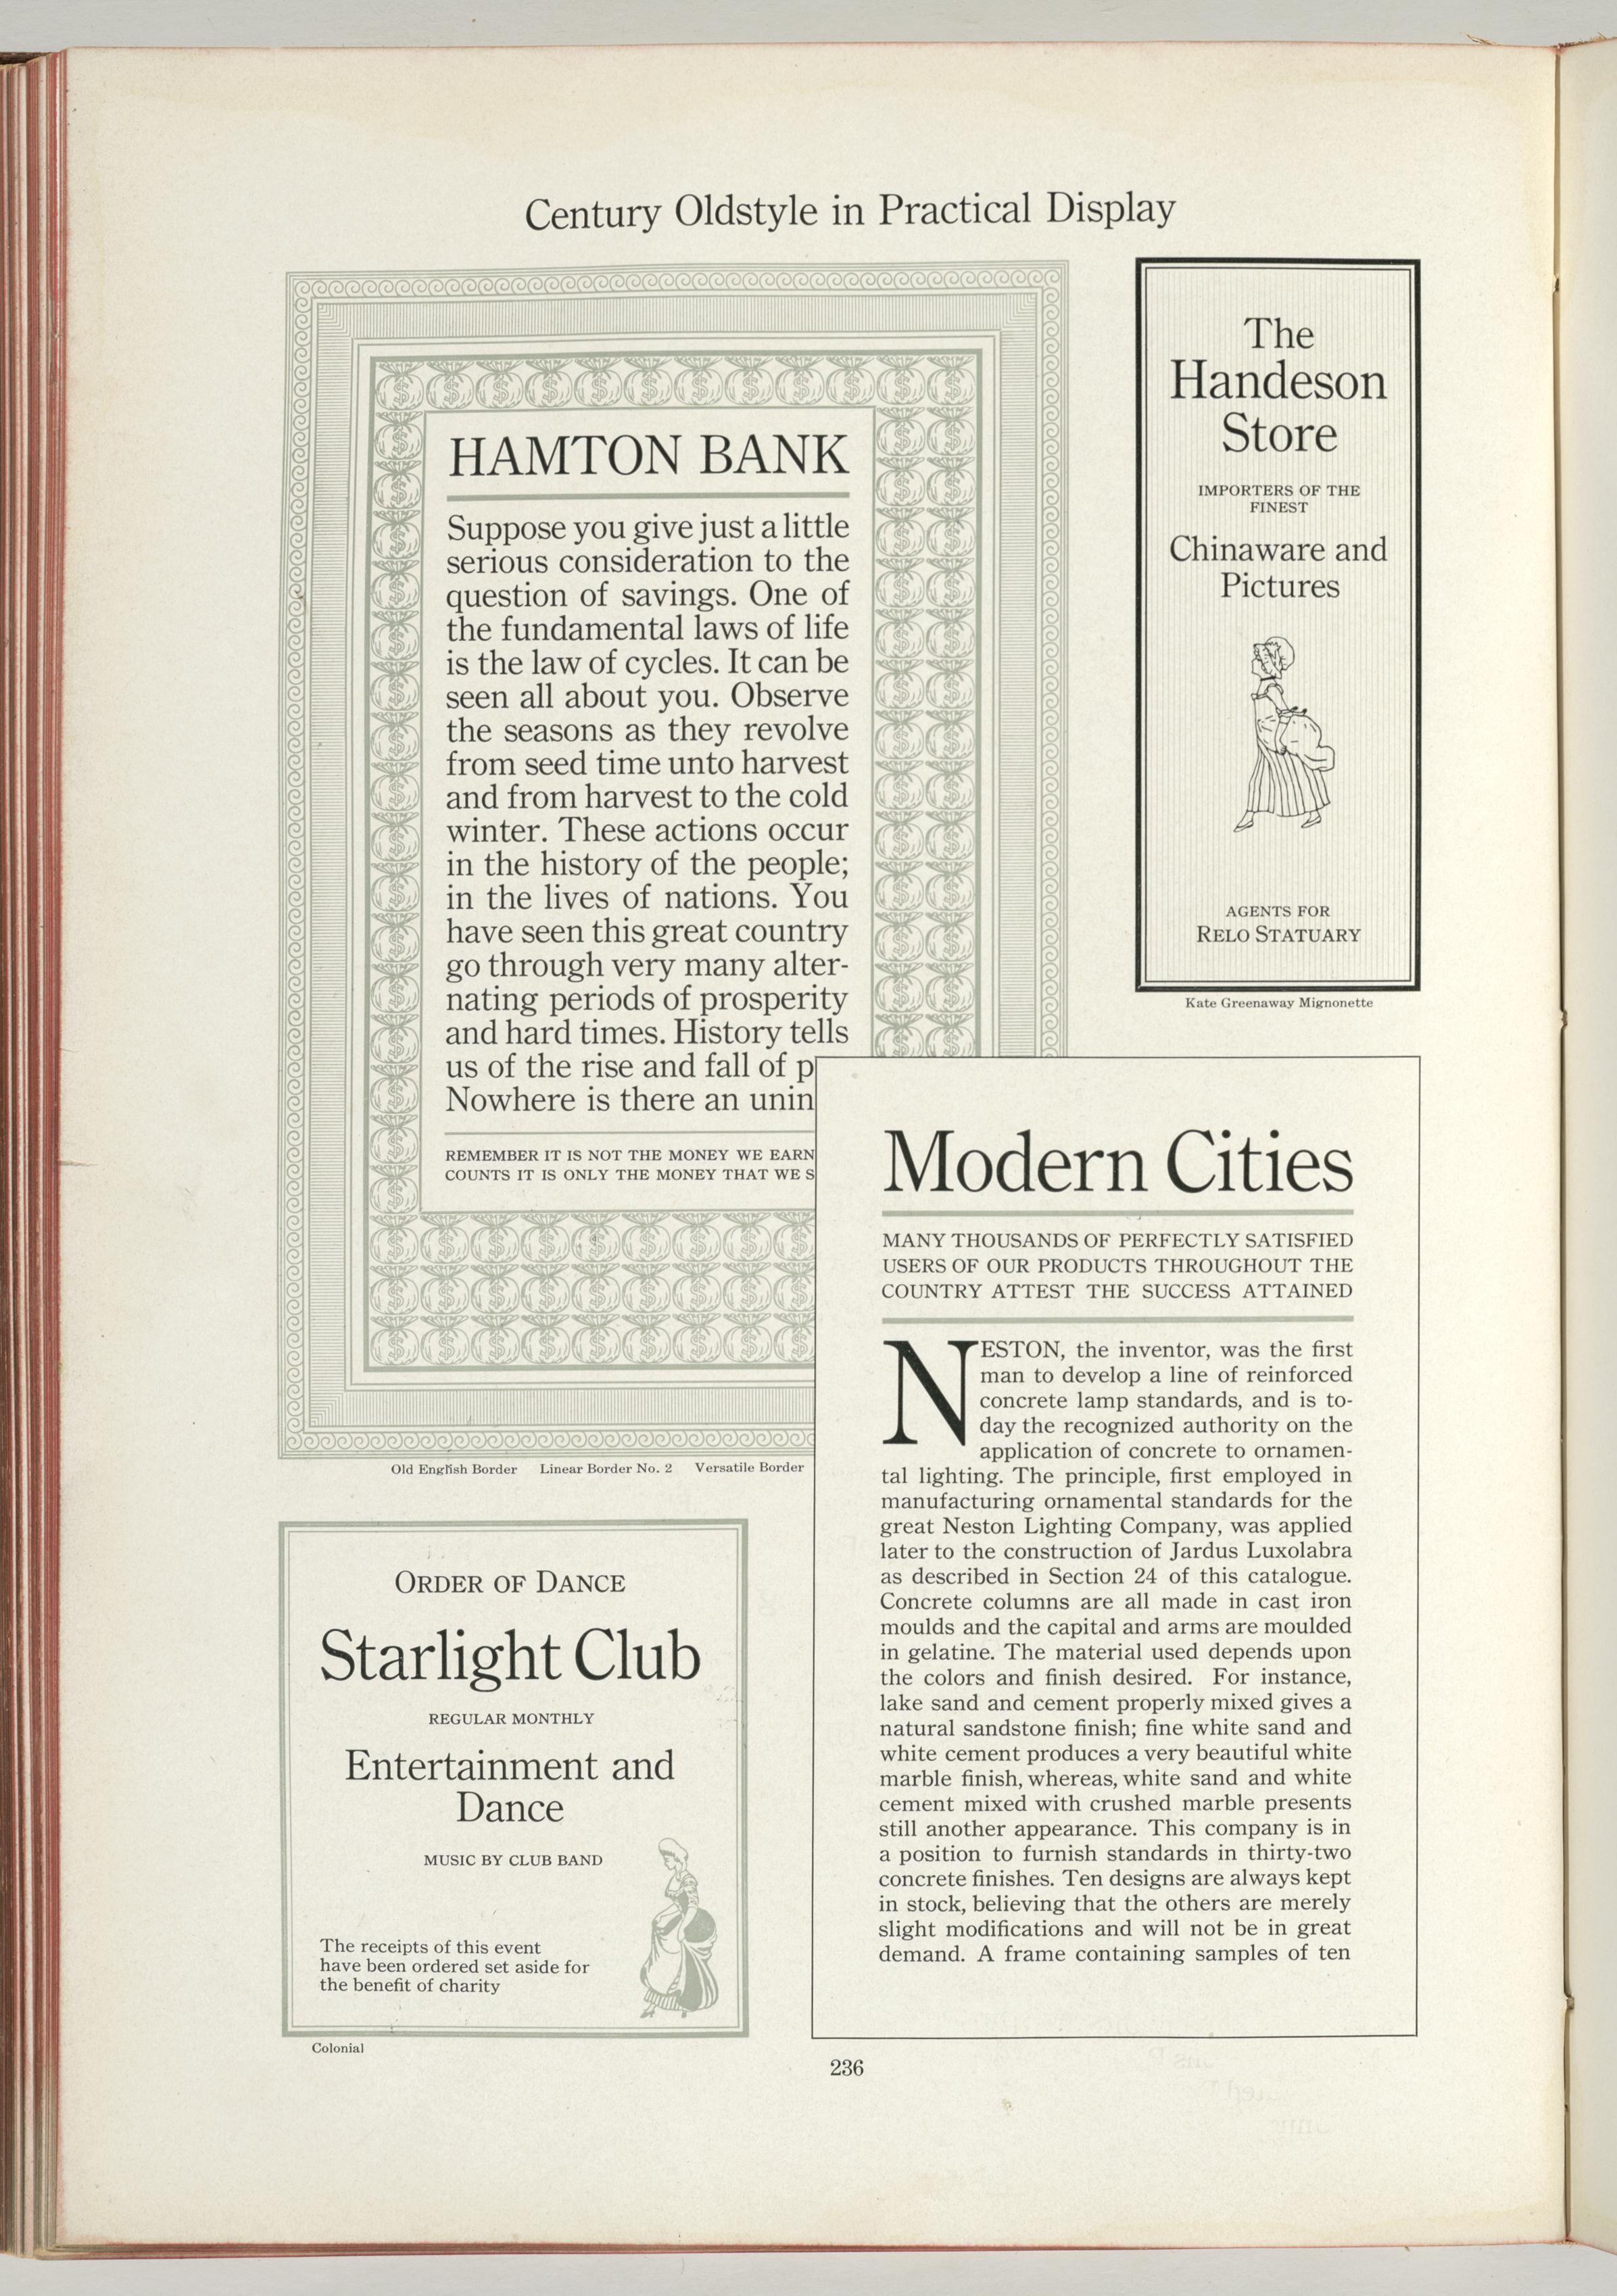 Century Oldstyle in Practical Display
HAMTON BANK
Suppose you give just a little
serious consideration to the
question of savings. One of
the fundamental laws of life
is the law of cycles. It can be
seen all about you. Observe
the seasons as they revolve
from seed time unto harvest
and from harvest to the cold
winter. These actions occur
in the history of the people;
in the lives of nations. You
have seen this great country
go through very many alter-
nating periods of prosperity
and hard times. History tells
us of the rise and fall of p
Nowhere is there an unin
REMEMBER IT IS NOT THE MONEY WE EARN
COUNTS IT IS ONLY THE MONEY THAT WE S
Old English Border Linear Border No. 2 Versatile Border
The
Handeson
Store
IMPORTERS OF THE
FINEST
Chinaware and
Pictures
AGENTS FOR
RELO STATUARY
Kate Greenaway Mignonette
Modern Cities
MANY THOUSANDS OF PERFECTLY SATISFIED
USERS OF OUR PRODUCTS THROUGHOUT THE
COUNTRY ATTEST THE SUCCESS ATTAINED
NESTON, the inventor, was the first
man to develop a line of reinforced
concrete lamp standards, and is to-
day the recognized authority on the
application of concrete to ornamen-
tal lighting. The principle, first employed in
manufacturing ornamental standards for the
great Neston Lighting Company, was applied
later to the construction of Jardus Luxolabra
as described in Section 24 of this catalogue.
Concrete columns are all made in cast iron
moulds and the capital and arms are moulded
in gelatine. The material used depends upon
the colors and finish desired. For instance,
lake sand and cement properly mixed gives a
natural sandstone finish; fine white sand and
white cement produces a very beautiful white
marble finish, whereas, white sand and white
cement mixed with crushed marble presents
still another appearance. This company is in
a position to furnish standards in thirty-two
concrete finishes. Ten designs are always kept
in stock, believing that the others are merely
slight modifications and will not be in great
demand. A frame containing samples of ten
ORDER OF DANCE
Starlight Club
REGULAR MONTHLY
Entertainment and
Dance
MUSIC BY CLUB BAND
The receipts of this event
have been ordered set aside for
the benefit of charity
Colonial
236